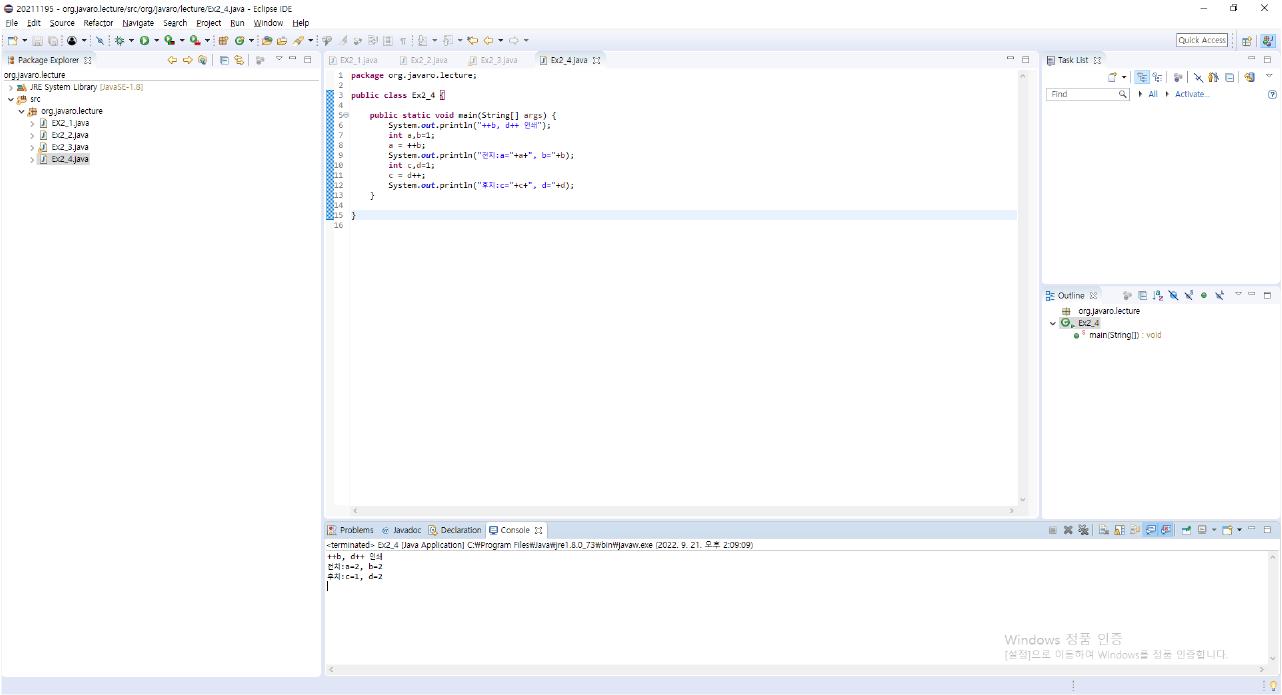 20211195 - org.javaro.lecture/src/org/javaro/lecture/Ex2_4.java - Eclipse IDE
File Edit Source Refactor Navigate Search Project Run Window Help
Quick Access
Package Explorer
org.javaro.lecture
JRE System Library [JavaSE-1.8]
src
org.javaro.lecture
EX2_1.java
Ex2_2.java
Ex2_3.java
Ex2_4.java
EX2_1.java Ex2_2.java Ex2_3.java Ex2_4.java
1 package org.javaro.lecture;
2
3 public class Ex2_4 {
4
5 public static void main(String[] args) {
6 System.out.println("++b, d++ 인쇄");
7 int a,b=1;
8 a = ++b;
9 System.out.println("전치:a="+a+", b="+b);
10 int c,d=1;
11 c = d++;
12 System.out.println("후치:c="+c+", d="+d);
13 }
14
15 }
16
Task List
Find All Activate...
Outline
org.javaro.lecture
Ex2_4
main(String[]) : void
Problems Javadoc Declaration Console
<terminated> Ex2_4 [Java Application] C:₩Program Files₩Java₩jre1.8.0_73₩bin₩javaw.exe (2022. 9. 21. 오후 2:09:09)
++b, d++ 인쇄
전치:a=2, b=2
후치:c=1, d=2
Windows 정품 인증
[설정]으로 이동하여 Windows를 정품 인증합니다.